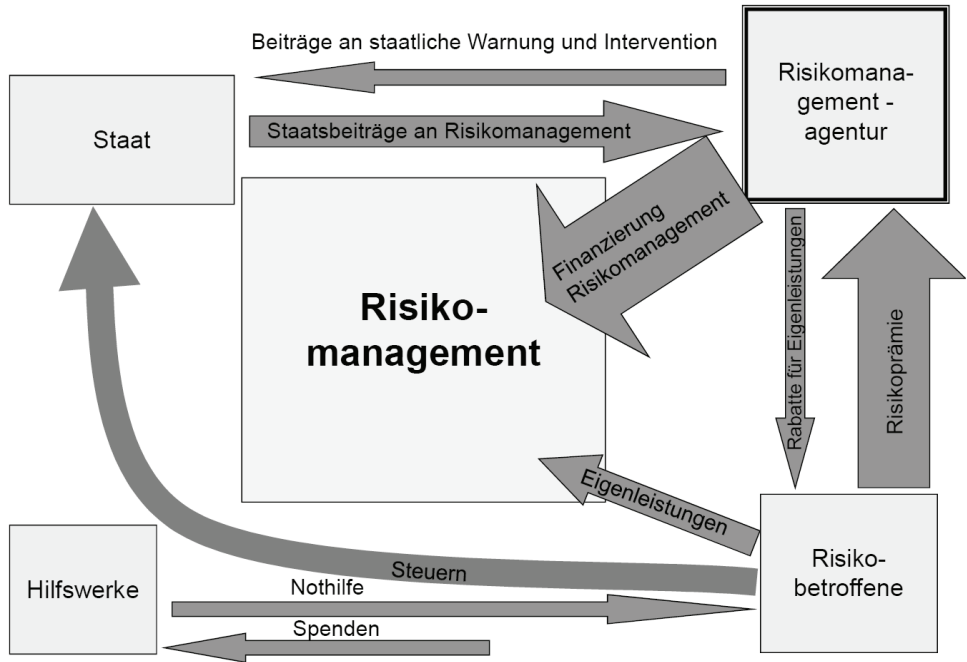 Beiträge an staatliche Warnung und Intervention
Risikomana-
gement -
agentur
Staat
Staatsbeiträge an Risikomanagement
Finanzierung
Risikomanagement
Rabatte für Eigenleistungen
Risikoprämie
Risiko-
management
Eigenleistungen
Steuern
Risiko-
betroffene
Hilfswerke
Nothilfe
Spenden